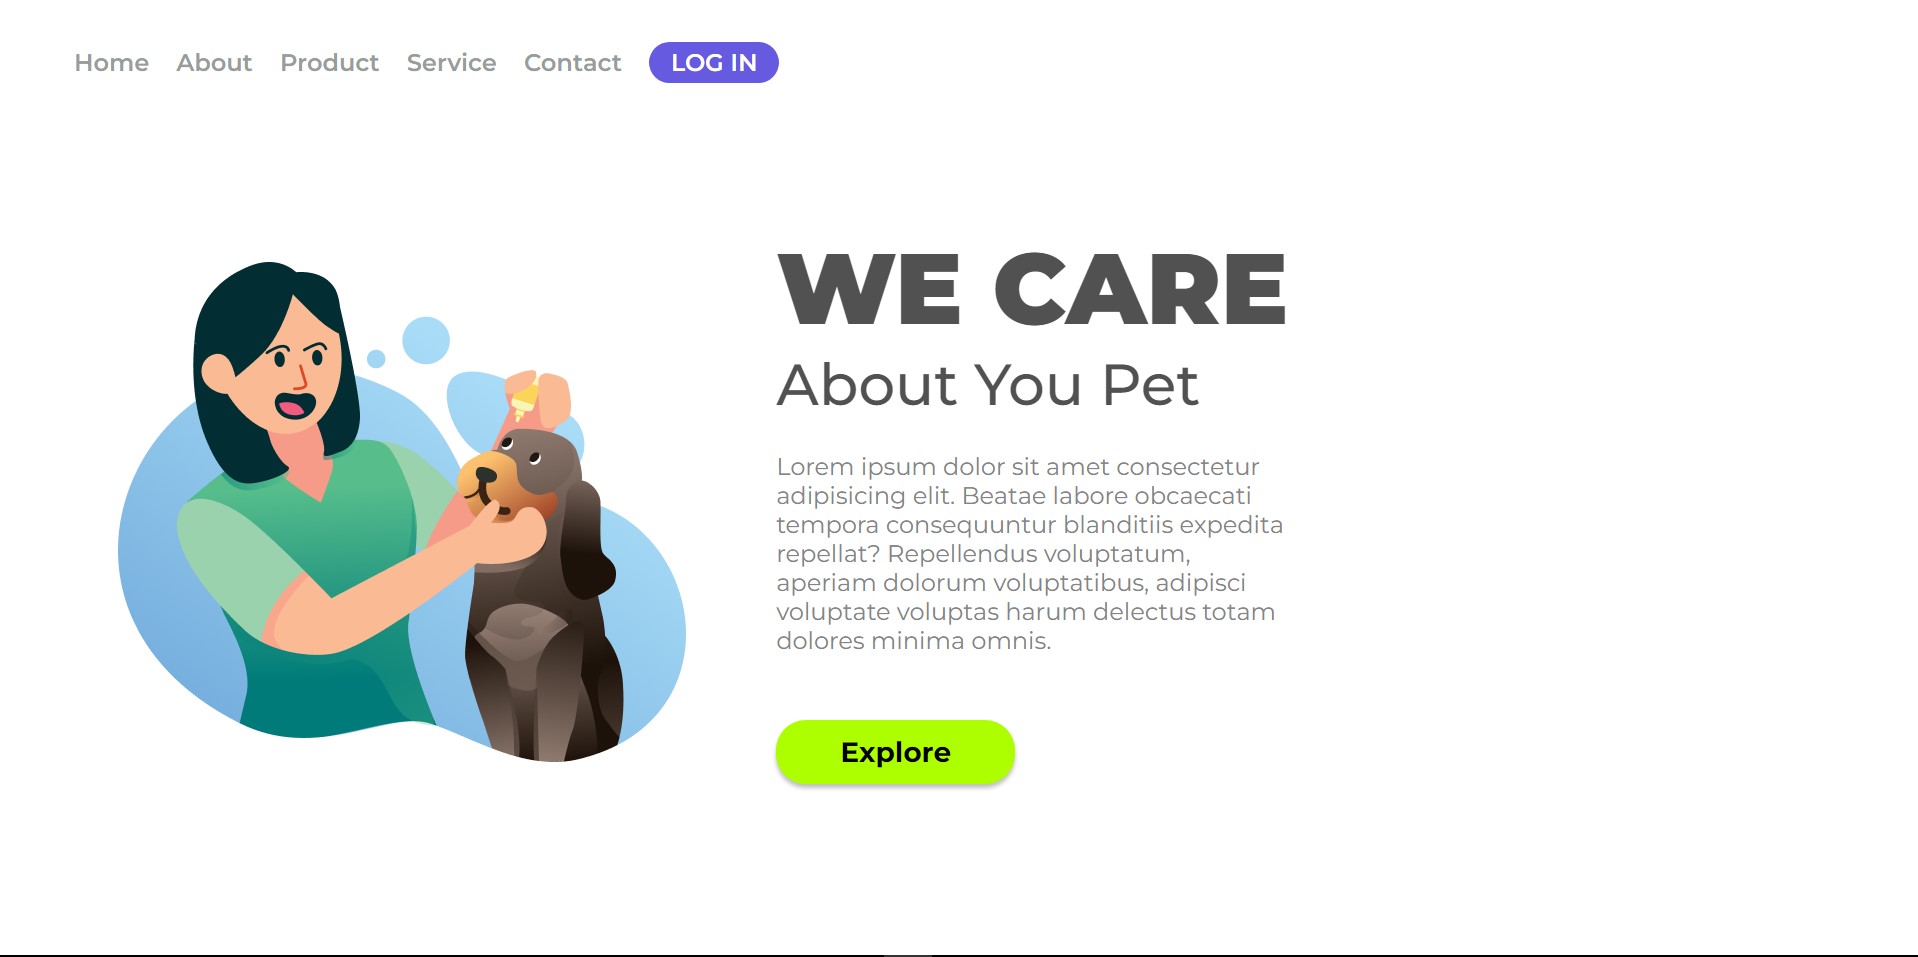 Home About Product Service Contact LOG IN
WE CARE
About You Pet
Lorem ipsum dolor sit amet consectetur
adipisicing elit. Beatae labore obcaecati
tempora consequuntur blanditiis expedita
repellat? Repellendus voluptatum,
aperiam dolorum voluptatibus, adipisci
voluptate voluptas harum delectus totam
dolores minima omnis.
Explore